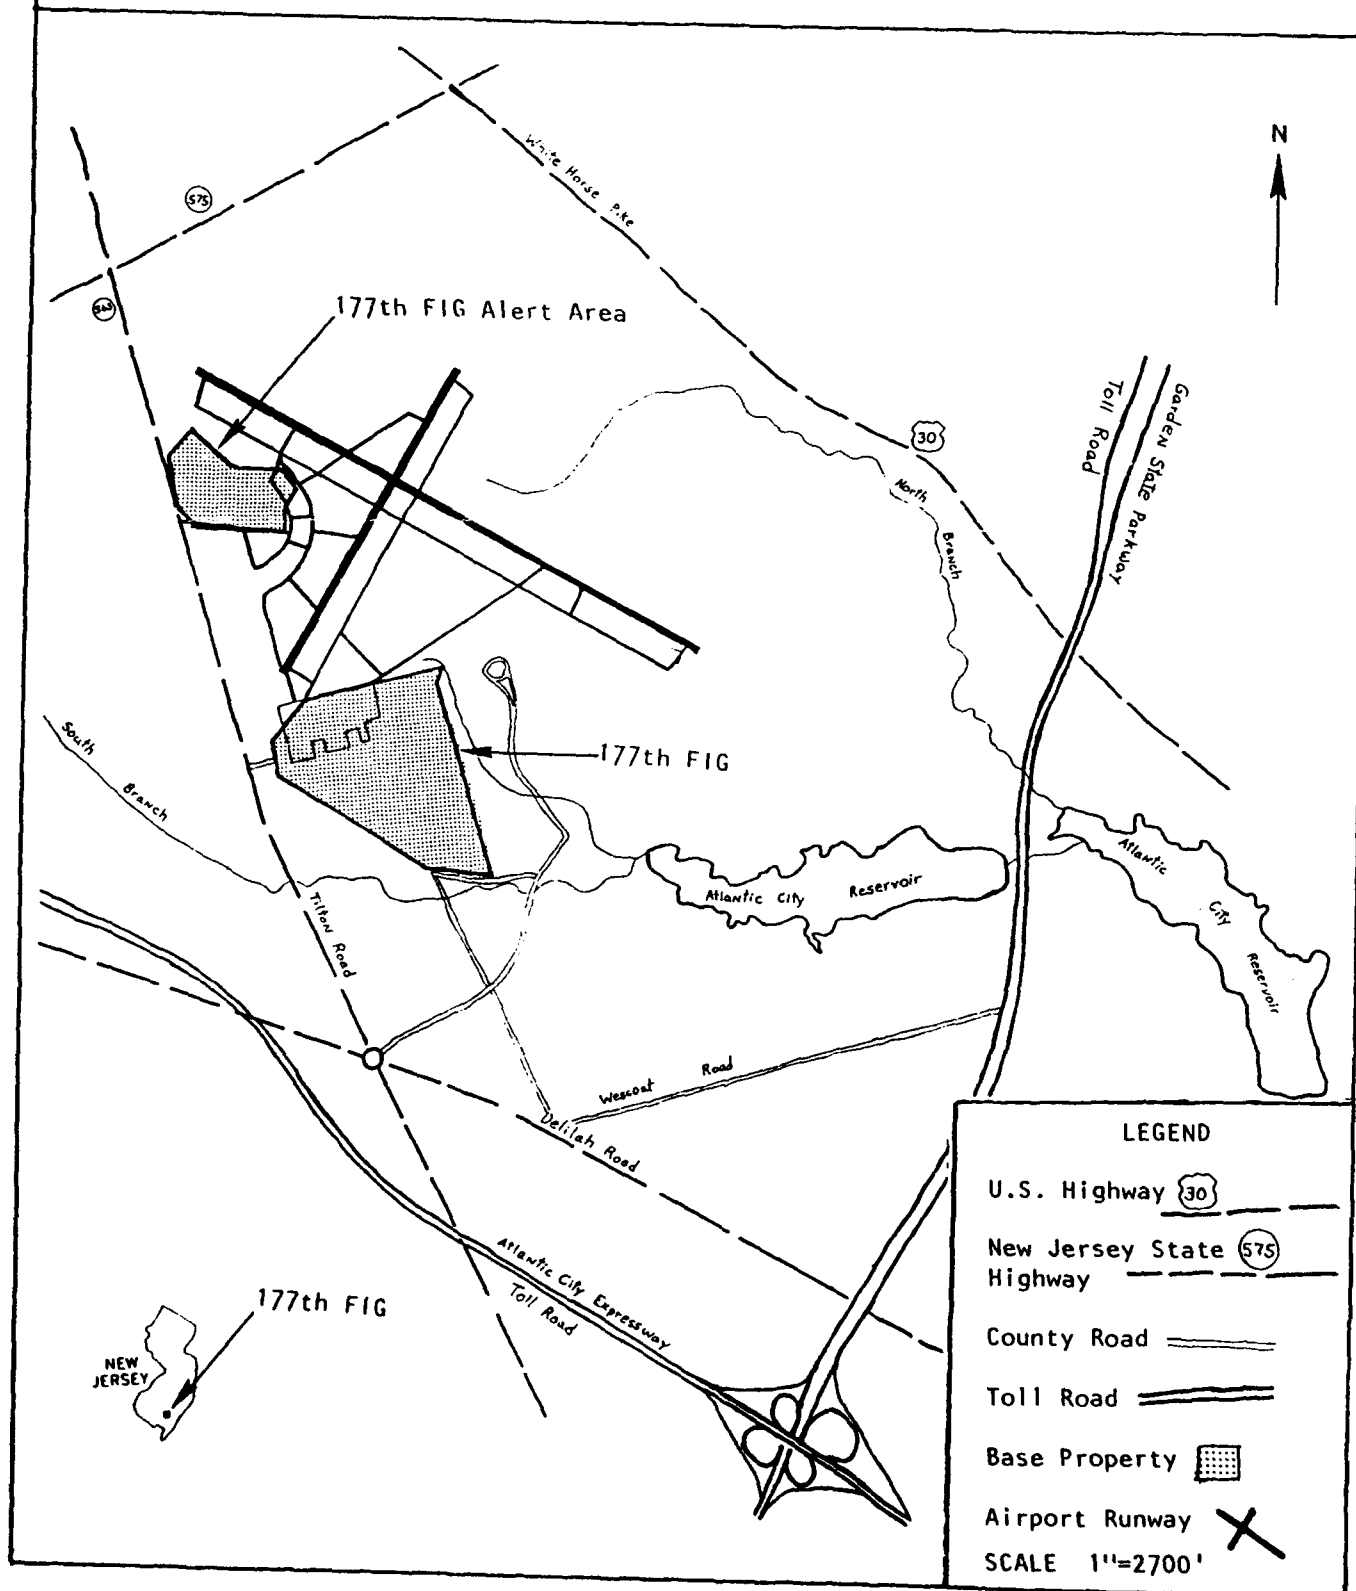 N
White Horse Pike
575
563
177th FIG Alert Area
30
Garden State Parkway
Toll Road
North
Branch
177th FIG
South
Branch
Atlantic City Reservoir
Atlantic
City
Reservoir
Tilton Road
Wescoat Road
Delilah Road
Atlantic City Expressway
Toll Road
177th FIG
NEW
JERSEY
LEGEND
U.S. Highway 30
New Jersey State 575
Highway
County Road
Toll Road
Base Property
Airport Runway
SCALE 1"=2700'